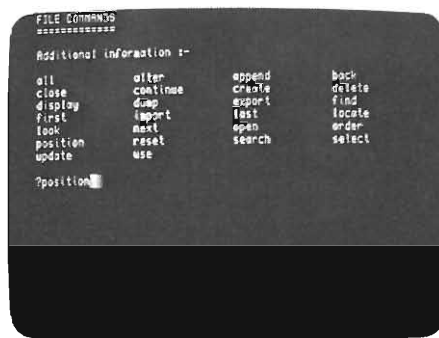 FILE COMMANDS
=============
Additional information :-
all alter append back
close continue create delete
display dump export find
first import last locate
look next open order
position reset search select
update use
?position